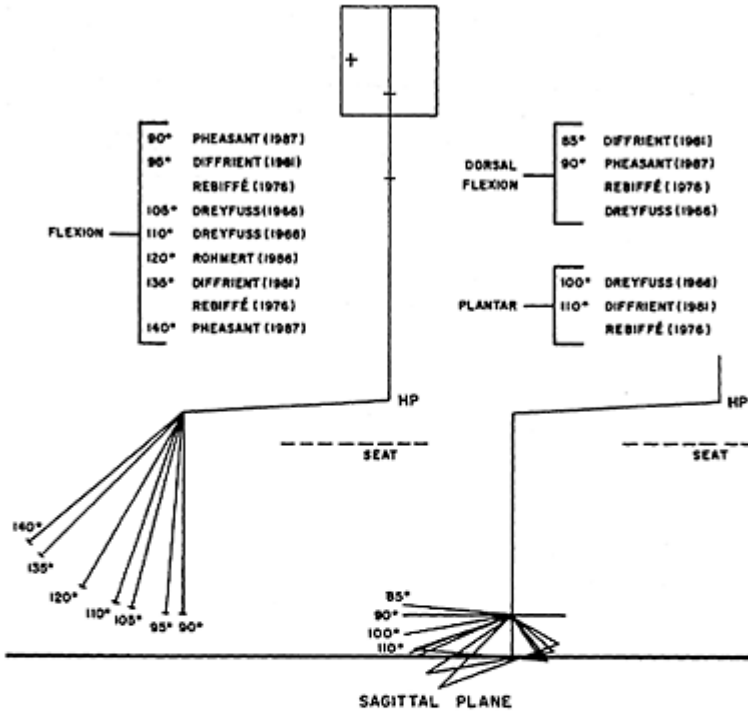 FLEXION
90° PHEASANT (1987)
95° DIFFRIENT (1981)
REBIFFÉ (1976)
105° DREYFUSS (1966)
110° DREYFUSS (1966)
120° ROHMERT (1986)
135° DIFFRIENT (1981)
REBIFFÉ (1976)
140° PHEASANT (1987)
DORSAL
FLEXION
85° DIFFRIENT (1981)
90° PHEASANT (1987)
REBIFFÉ (1976)
DREYFUSS (1966)
PLANTAR
100° DREYFUSS (1966)
110° DIFFRIENT (1981)
REBIFFÉ (1976)
HP
SEAT
140°
135°
120°
110°
105°
95°
90°
HP
SEAT
85°
90°
100°
110°
SAGITTAL PLANE